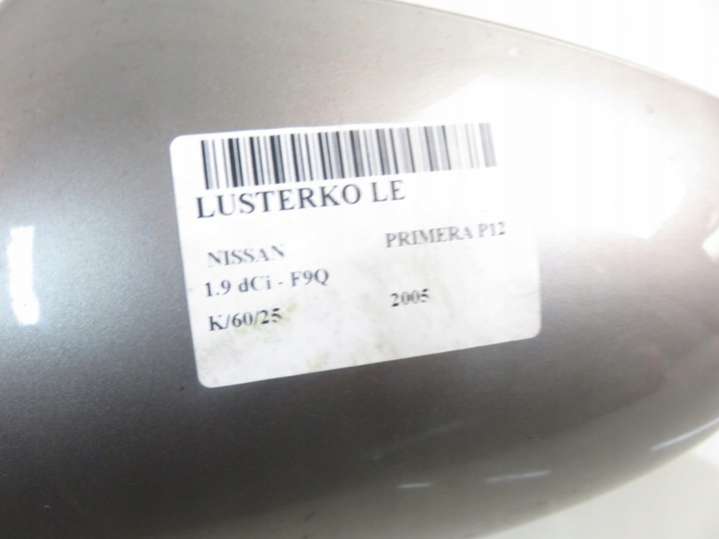 LUSTERKO LE
NISSAN PRIMERA P12
1.9 dCi - F9Q
K/60/25 2005